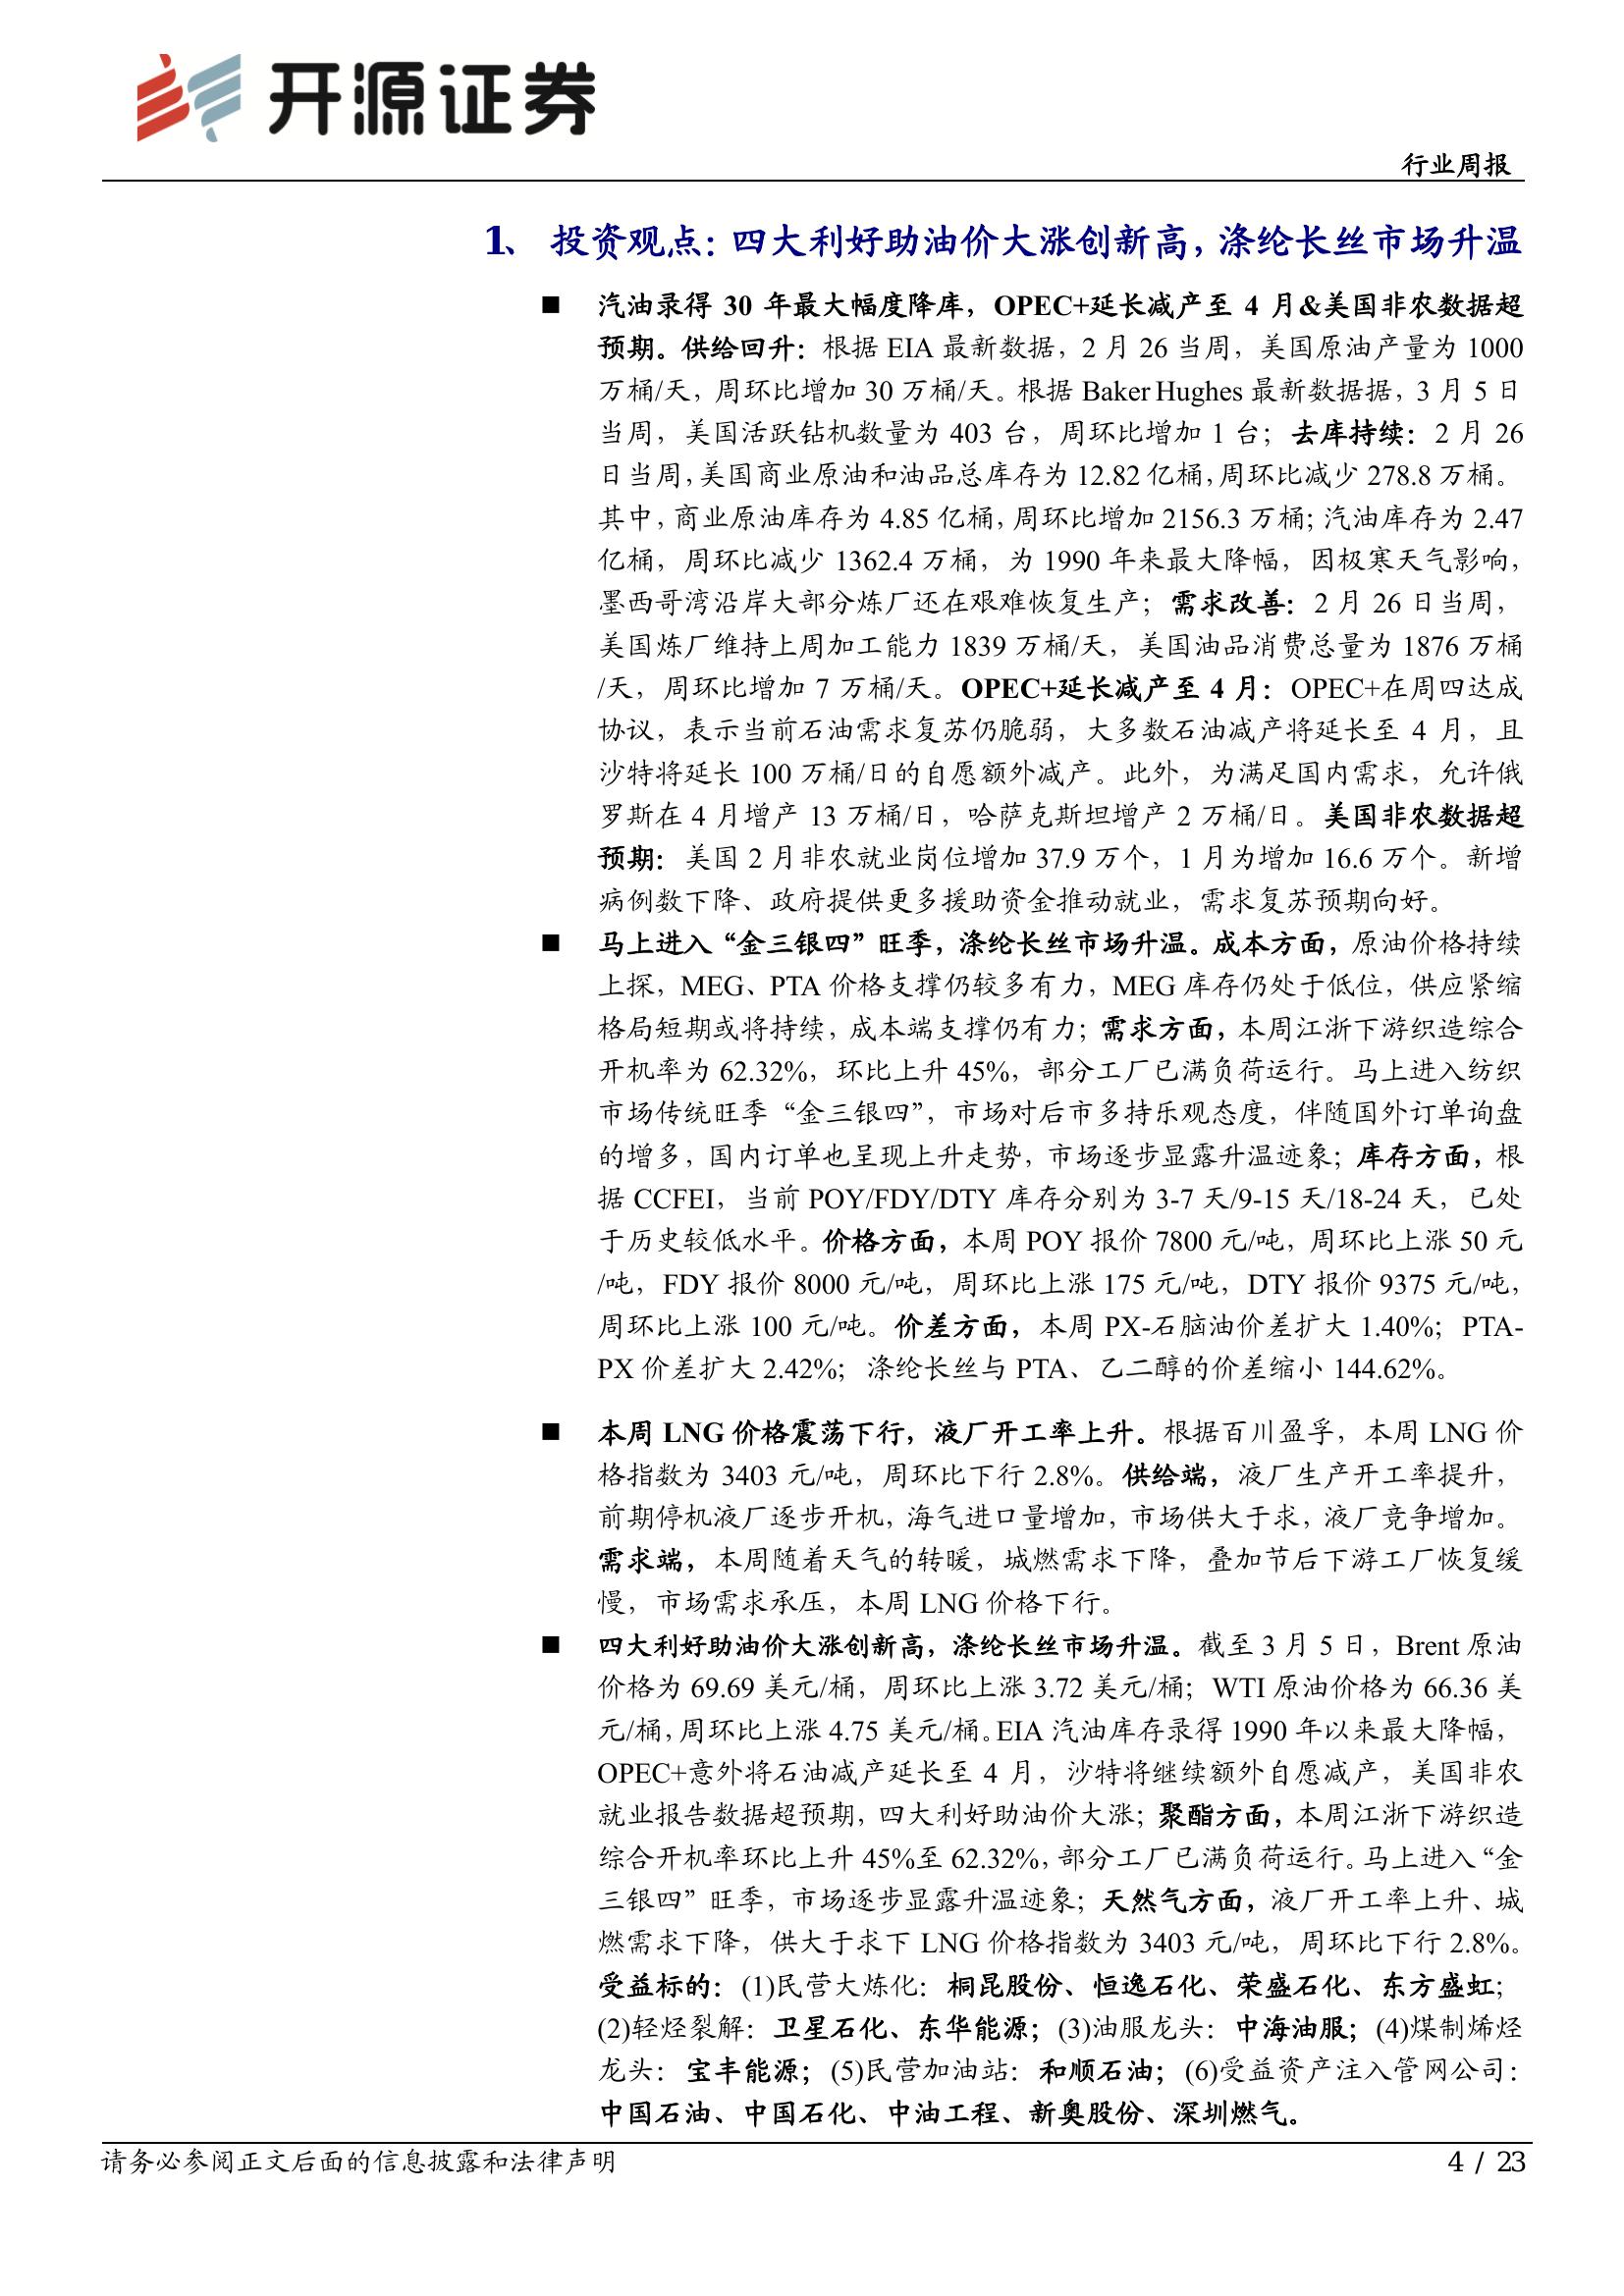 开源证券
行业周报
1、 投资观点：四大利好助油价大涨创新高，涤纶长丝市场升温
■ 汽油录得 30 年最大幅度降库，OPEC+延长减产至 4 月&美国非农数据超
预期。供给回升：根据 EIA 最新数据，2 月 26 当周，美国原油产量为 1000
万桶/天，周环比增加 30 万桶/天。根据 Baker Hughes 最新数据据，3 月 5 日
当周，美国活跃钻机数量为 403 台，周环比增加 1 台；去库持续：2 月 26
日当周，美国商业原油和油品总库存为 12.82 亿桶，周环比减少 278.8 万桶。
其中，商业原油库存为 4.85 亿桶，周环比增加 2156.3 万桶；汽油库存为 2.47
亿桶，周环比减少 1362.4 万桶，为 1990 年来最大降幅，因极寒天气影响，
墨西哥湾沿岸大部分炼厂还在艰难恢复生产；需求改善：2 月 26 日当周，
美国炼厂维持上周加工能力 1839 万桶/天，美国油品消费总量为 1876 万桶
/天，周环比增加 7 万桶/天。OPEC+延长减产至 4 月：OPEC+在周四达成
协议，表示当前石油需求复苏仍脆弱，大多数石油减产将延长至 4 月，且
沙特将延长 100 万桶/日的自愿额外减产。此外，为满足国内需求，允许俄
罗斯在 4 月增产 13 万桶/日，哈萨克斯坦增产 2 万桶/日。美国非农数据超
预期：美国 2 月非农就业岗位增加 37.9 万个，1 月为增加 16.6 万个。新增
病例数下降、政府提供更多援助资金推动就业，需求复苏预期向好。
■ 马上进入“金三银四”旺季，涤纶长丝市场升温。成本方面，原油价格持续
上探，MEG、PTA 价格支撑仍较多有力，MEG 库存仍处于低位，供应紧缩
格局短期或将持续，成本端支撑仍有力；需求方面，本周江浙下游织造综合
开机率为 62.32%，环比上升 45%，部分工厂已满负荷运行。马上进入纺织
市场传统旺季“金三银四”，市场对后市多持乐观态度，伴随国外订单询盘
的增多，国内订单也呈现上升走势，市场逐步显露升温迹象；库存方面，根
据 CCFEI，当前 POY/FDY/DTY 库存分别为 3-7 天/9-15 天/18-24 天，已处
于历史较低水平。价格方面，本周 POY 报价 7800 元/吨，周环比上涨 50 元
/吨，FDY 报价 8000 元/吨，周环比上涨 175 元/吨，DTY 报价 9375 元/吨，
周环比上涨 100 元/吨。价差方面，本周 PX-石脑油价差扩大 1.40%；PTA-
PX 价差扩大 2.42%；涤纶长丝与 PTA、乙二醇的价差缩小 144.62%。
■ 本周 LNG 价格震荡下行，液厂开工率上升。根据百川盈孚，本周 LNG 价
格指数为 3403 元/吨，周环比下行 2.8%。供给端，液厂生产开工率提升，
前期停机液厂逐步开机，海气进口量增加，市场供大于求，液厂竞争增加。
需求端，本周随着天气的转暖，城燃需求下降，叠加节后下游工厂恢复缓
慢，市场需求承压，本周 LNG 价格下行。
■ 四大利好助油价大涨创新高，涤纶长丝市场升温。截至 3 月 5 日，Brent 原油
价格为 69.69 美元/桶，周环比上涨 3.72 美元/桶；WTI 原油价格为 66.36 美
元/桶，周环比上涨 4.75 美元/桶。EIA 汽油库存录得 1990 年以来最大降幅，
OPEC+意外将石油减产延长至 4 月，沙特将继续额外自愿减产，美国非农
就业报告数据超预期，四大利好助油价大涨；聚酯方面，本周江浙下游织造
综合开机率环比上升 45%至 62.32%，部分工厂已满负荷运行。马上进入“金
三银四”旺季，市场逐步显露升温迹象；天然气方面，液厂开工率上升、城
燃需求下降，供大于求下 LNG 价格指数为 3403 元/吨，周环比下行 2.8%。
受益标的：(1)民营大炼化：桐昆股份、恒逸石化、荣盛石化、东方盛虹；
(2)轻烃裂解：卫星石化、东华能源；(3)油服龙头：中海油服；(4)煤制烯烃
龙头：宝丰能源；(5)民营加油站：和顺石油；(6)受益资产注入管网公司：
中国石油、中国石化、中油工程、新奥股份、深圳燃气。
请务必参阅正文后面的信息披露和法律声明
4 / 23